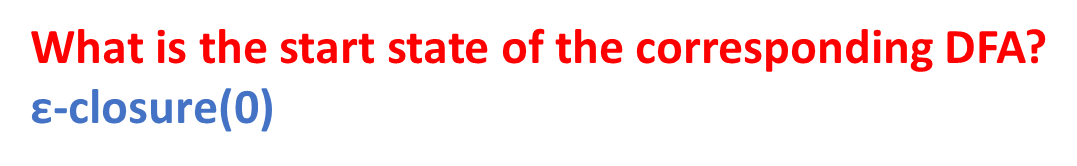 What is the start state of the corresponding DFA?
ε-closure(0)